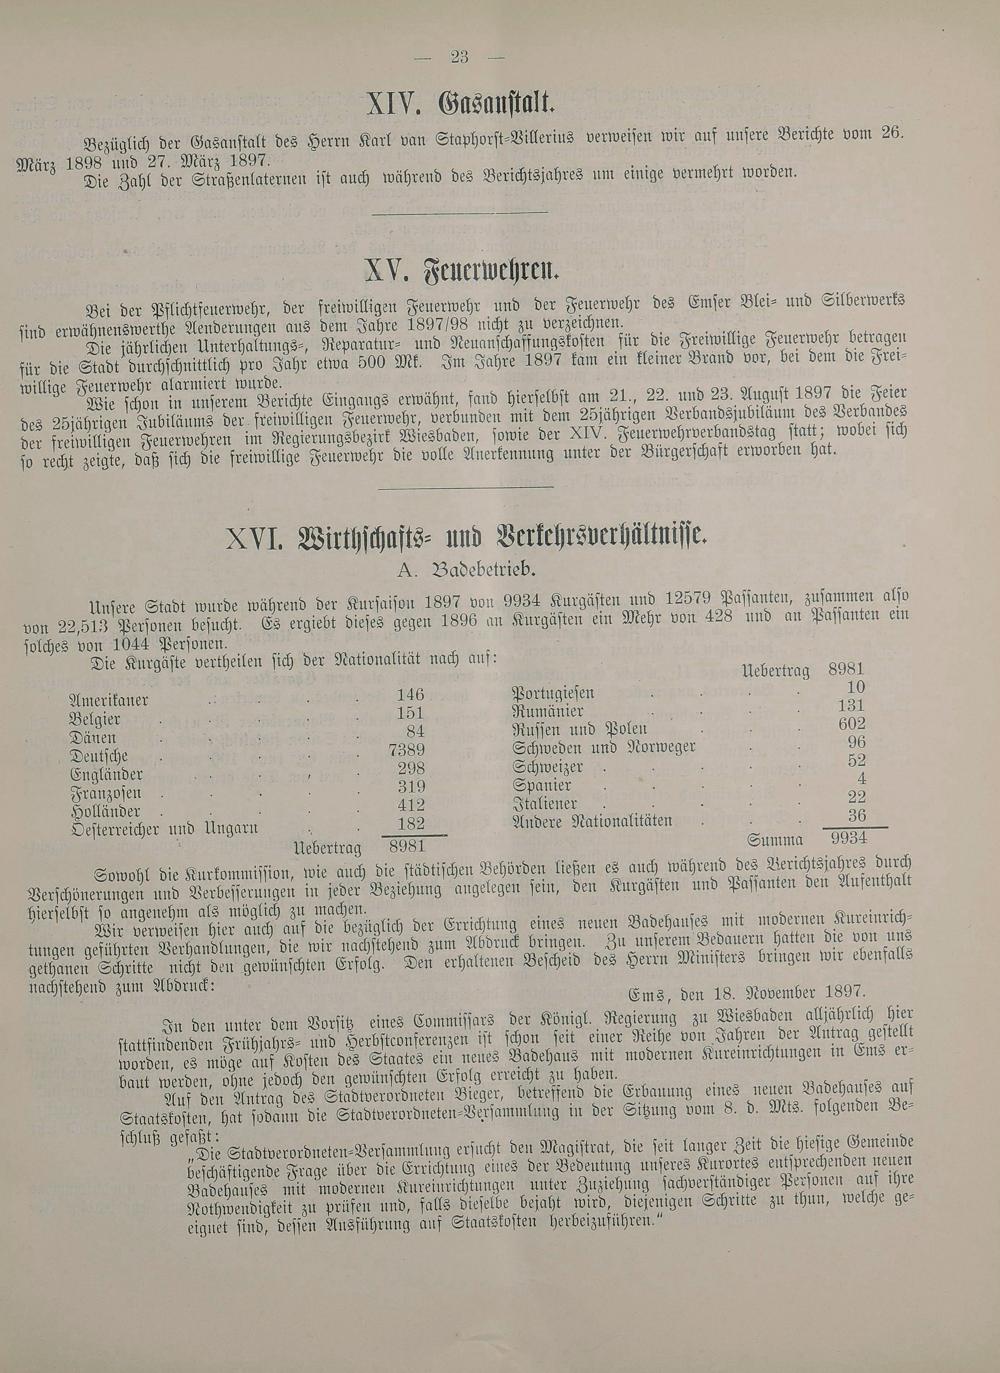 — 23 —
XIV. Gasanstalt.
Bezüglich der Gasanstalt des Herrn Karl van Staphorst-Villerius verweisen wir auf unsere Berichte vom 26.
März 1898 und 27. März 1897.
Die Zahl der Straßenlaternen ist auch während des Berichtsjahres um einige vermehrt worden.
XV. Feuerwehren.
Bei der Pflichtfeuerwehr, der freiwilligen Feuerwehr und der Feuerwehr des Emser Blei- und Silberwerks
sind erwähnenswerthe Aenderungen aus dem Jahre 1897/98 nicht zu verzeichnen.
Die jährlichen Unterhaltungs-, Reparatur- und Neuanschaffungskosten für die Freiwillige Feuerwehr betragen
für die Stadt durchschnittlich pro Jahr etwa 500 Mk. Im Jahre 1897 kam ein kleiner Brand vor, bei dem die Frei-
willige Feuerwehr alarmiert wurde.
Wie schon in unserem Berichte Eingangs erwähnt, fand hierselbst am 21., 22. und 23. August 1897 die Feier
des 25jährigen Jubiläums der freiwilligen Feuerwehr, verbunden mit dem 25jährigen Verbandsjubiläum des Verbandes
der freiwilligen Feuerwehren im Regierungsbezirk Wiesbaden, sowie der XIV. Feuerwehrverbandstag statt; wobei sich
so recht zeigte, daß sich die freiwillige Feuerwehr die volle Anerkennung unter der Bürgerschaft erworben hat.
XVI. Wirthschafts- und Verkehrsverhältnisse.
A. Badebetrieb.
Unsere Stadt wurde während der Kursaison 1897 von 9934 Kurgästen und 12579 Passanten, zusammen also
von 22,513 Personen besucht. Es ergiebt dieses gegen 1896 an Kurgästen ein Mehr von 428 und an Passanten ein
solches von 1044 Personen.
Die Kurgäste vertheilen sich der Nationalität nach auf:
Amerikaner . . . . 146
Belgier . . . . . 151
Dänen . . . . . 84
Deutsche . . . . . 7389
Engländer . . . . 298
Franzosen . . . . . 319
Holländer . . . . . 412
Oesterreicher und Ungarn . . 182
Uebertrag 8981
Uebertrag 8981
Portugiesen . . . . 10
Rumänier . . . . 131
Russen und Polen . . . 602
Schweden und Norweger . . 96
Schweizer . . . . . 52
Spanier . . . . . 4
Italiener . . . . . 22
Andere Nationalitäten . . . 36
Summa 9934
Sowohl die Kurkommission, wie auch die städtischen Behörden ließen es auch während des Berichtsjahres durch
Verschönerungen und Verbesserungen in jeder Beziehung angelegen sein, den Kurgästen und Passanten den Aufenthalt
hierselbst so angenehm als möglich zu machen.
Wir verweisen hier auch auf die bezüglich der Errichtung eines neuen Badehauses mit modernen Kureinrich-
tungen geführten Verhandlungen, die wir nachstehend zum Abdruck bringen. Zu unserem Bedauern hatten die von uns
gethanen Schritte nicht den gewünschten Erfolg. Den erhaltenen Bescheid des Herrn Ministers bringen wir ebenfalls
nachstehend zum Abdruck:
Ems, den 18. November 1897.
In den unter dem Vorsitz eines Commissars der Königl. Regierung zu Wiesbaden alljährlich hier
stattfindenden Frühjahrs- und Herbstconferenzen ist schon seit einer Reihe von Jahren der Antrag gestellt
worden, es möge auf Kosten des Staates ein neues Badehaus mit modernen Kureinrichtungen in Ems er-
baut werden, ohne jedoch den gewünschten Erfolg erreicht zu haben.
Auf den Antrag des Stadtverordneten Bieger, betreffend die Erbauung eines neuen Badehauses auf
Staatskosten, hat sodann die Stadtverordneten-Versammlung in der Sitzung vom 8. d. Mts. folgenden Be-
schluß gefaßt:
„Die Stadtverordneten-Versammlung ersucht den Magistrat, die seit langer Zeit die hiesige Gemeinde
beschäftigende Frage über die Errichtung eines der Bedeutung unseres Kurortes entsprechenden neuen
Badehauses mit modernen Kureinrichtungen unter Zuziehung sachverständiger Personen auf ihre
Nothwendigkeit zu prüfen und, falls dieselbe bejaht wird, diejenigen Schritte zu thun, welche ge-
eignet sind, dessen Ausführung auf Staatskosten herbeizuführen."